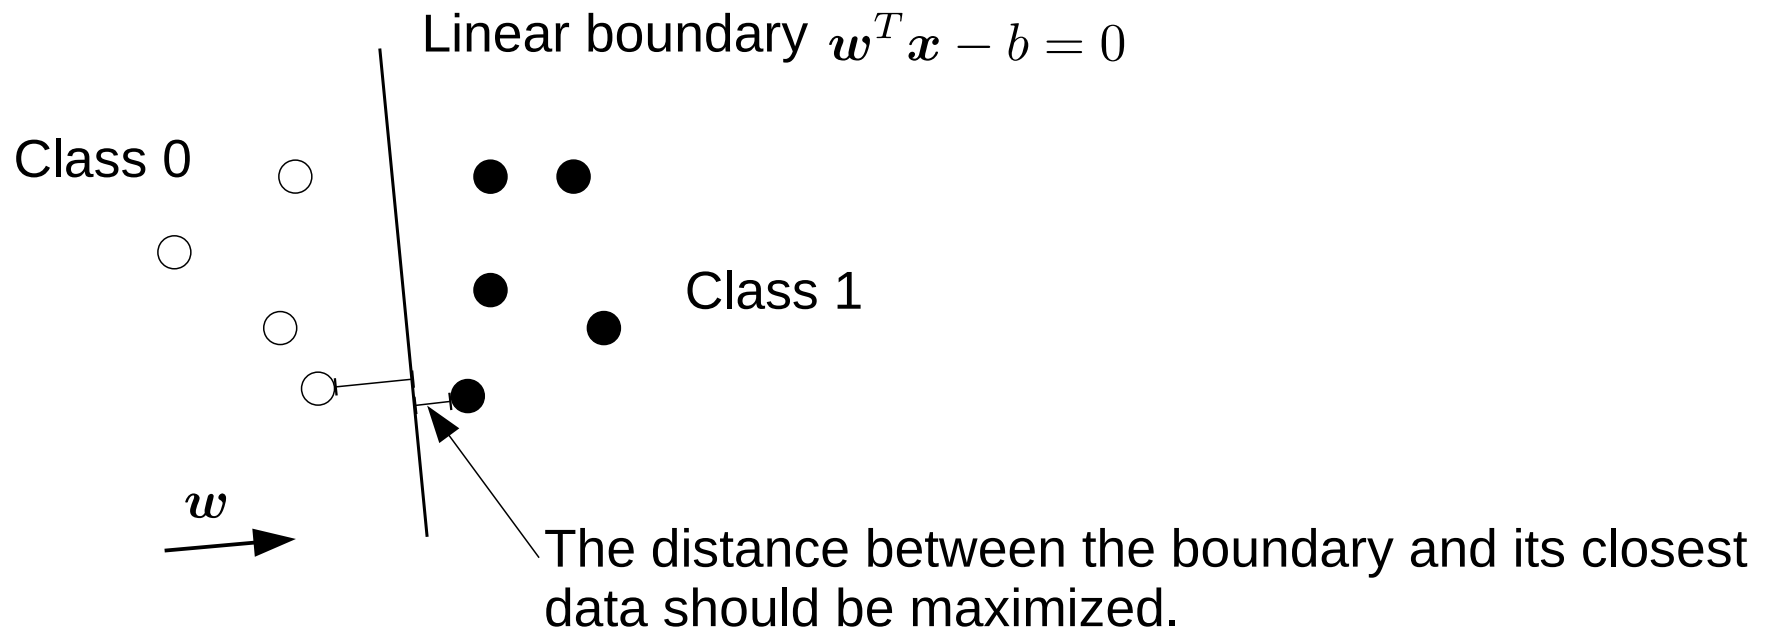 Linear boundary $\boldsymbol{w}^T\boldsymbol{x} - b = 0$
Class 0
Class 1
$\boldsymbol{w}$
The distance between the boundary and its closest
data should be maximized.